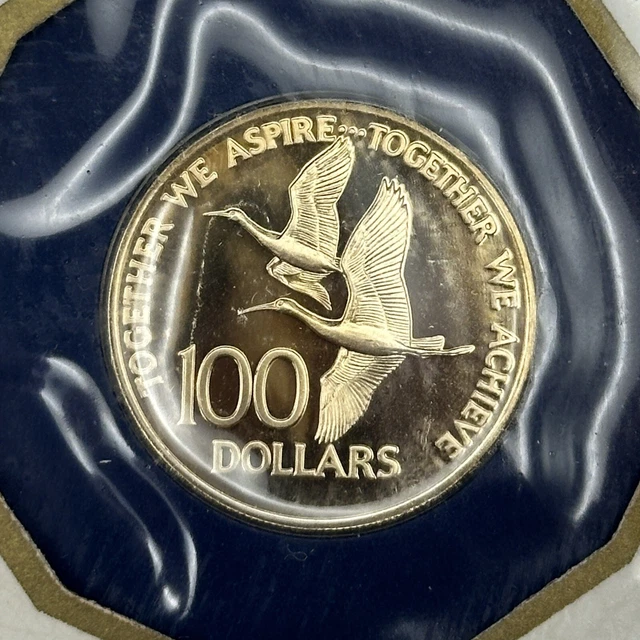 TOGETHER WE ASPIRE...TOGETHER WE ACHIEVE
100
DOLLARS